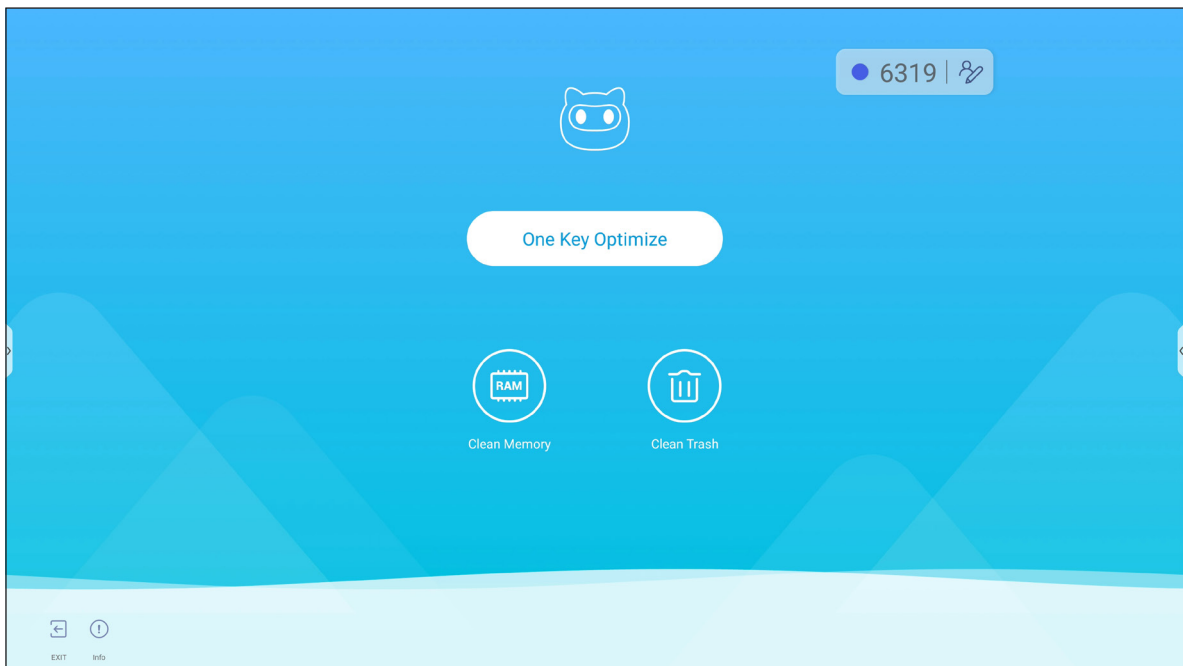 6319
One Key Optimize
RAM
Clean Memory
Clean Trash
EXIT
Info